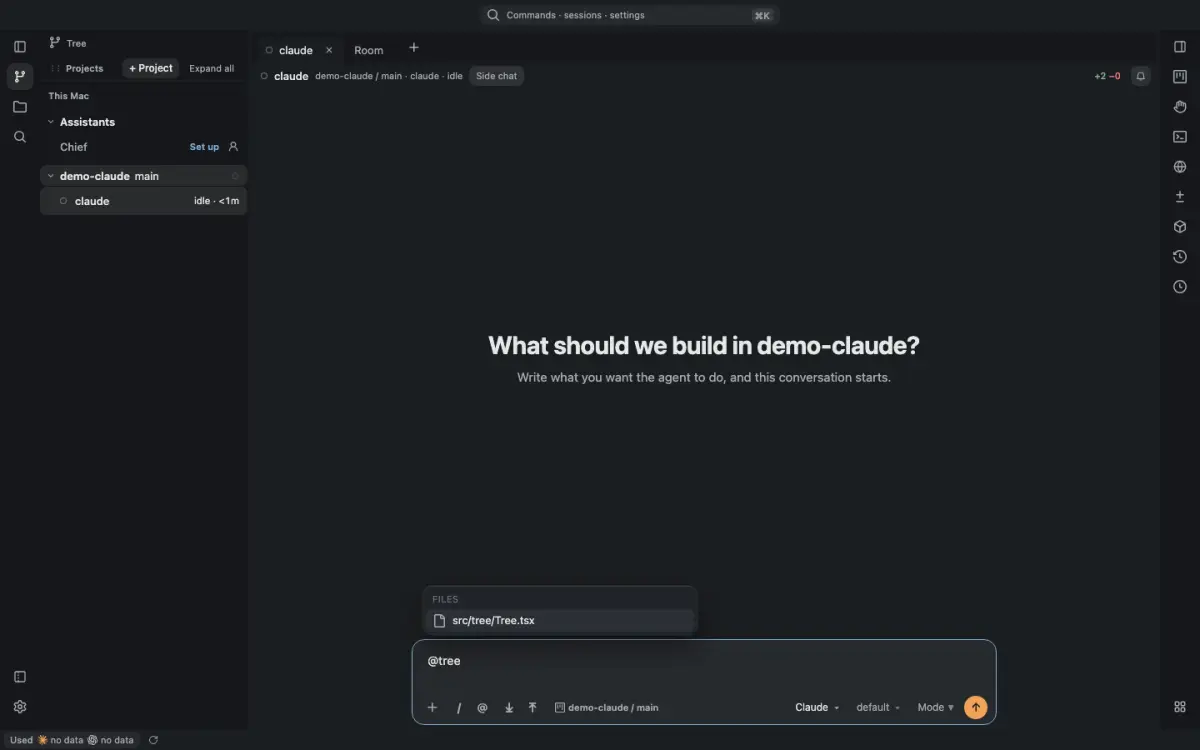 Commands · sessions · settings ⌘K
Tree
Projects + Project Expand all
This Mac
Assistants
Chief Set up
demo-claude main
claude idle · <1m
claude × Room +
claude demo-claude / main · claude · idle Side chat +2 −0
What should we build in demo-claude?
Write what you want the agent to do, and this conversation starts.
FILES
src/tree/Tree.tsx
@tree
+ / @ demo-claude / main Claude default Mode
Used no data no data